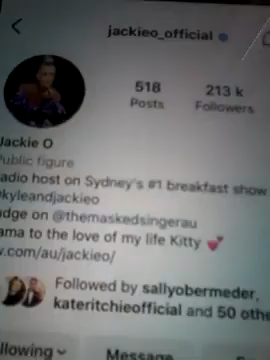 jackieo_official
518
213 k
Posts
Followers
Jackie O
Public figure
adio host on Sydney's #1 breakfast show
kyleandjackieo
dge on @themaskedsingerau
ama to the love of my life Kitty 💕
.com/au/jackieo/
Followed by sallyobermeder,
kateritchieofficial and 50 othe
llowing
Message